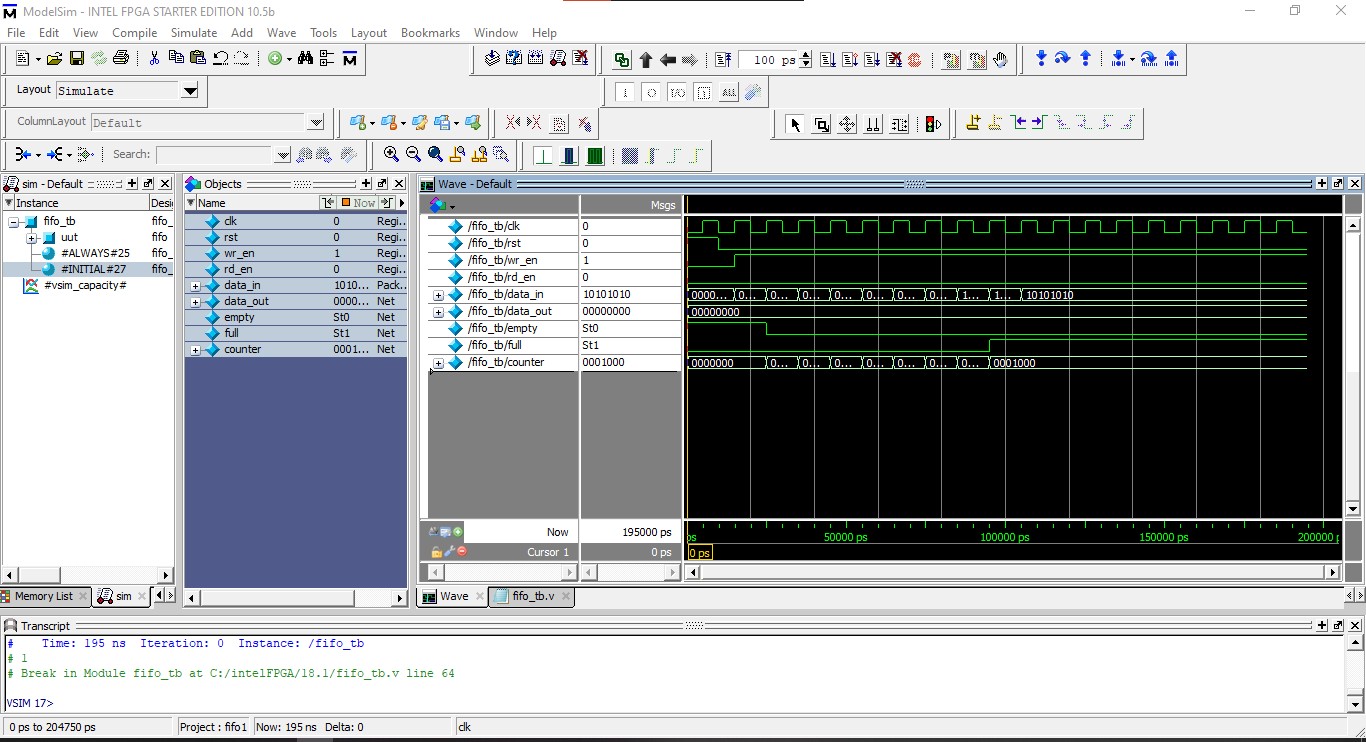 ModelSim - INTEL FPGA STARTER EDITION 10.5b
File Edit View Compile Simulate Add Wave Tools Layout Bookmarks Window Help
100 ps
Layout Simulate
ColumnLayout Default
Search:
sim - Default
Instance Desi
fifo_tb fifo_
uut fifo
#ALWAYS#25 fifo_
#INITIAL#27 fifo_
#vsim_capacity#
Memory List sim
Objects
Name Now
clk 0 Regi...
rst 0 Regi...
wr_en 1 Regi...
rd_en 0 Regi...
data_in 1010... Pack...
data_out 0000... Net
empty St0 Net
full St1 Net
counter 0001... Net
Wave - Default
Msgs
/fifo_tb/clk 0
/fifo_tb/rst 0
/fifo_tb/wr_en 1
/fifo_tb/rd_en 0
/fifo_tb/data_in 10101010 0000... 0... 0... 0... 0... 0... 0... 0... 1... 1... 10101010
/fifo_tb/data_out 00000000 00000000
/fifo_tb/empty St0
/fifo_tb/full St1
/fifo_tb/counter 0001000 0000000 0... 0... 0... 0... 0... 0... 0... 0001000
Now 195000 ps ps 50000 ps 100000 ps 150000 ps 200000 p
Cursor 1 0 ps 0 ps
Wave fifo_tb.v
Transcript
# Time: 195 ns Iteration: 0 Instance: /fifo_tb
# 1
# Break in Module fifo_tb at C:/intelFPGA/18.1/fifo_tb.v line 64
VSIM 17>
0 ps to 204750 ps Project : fifo1 Now: 195 ns Delta: 0 clk